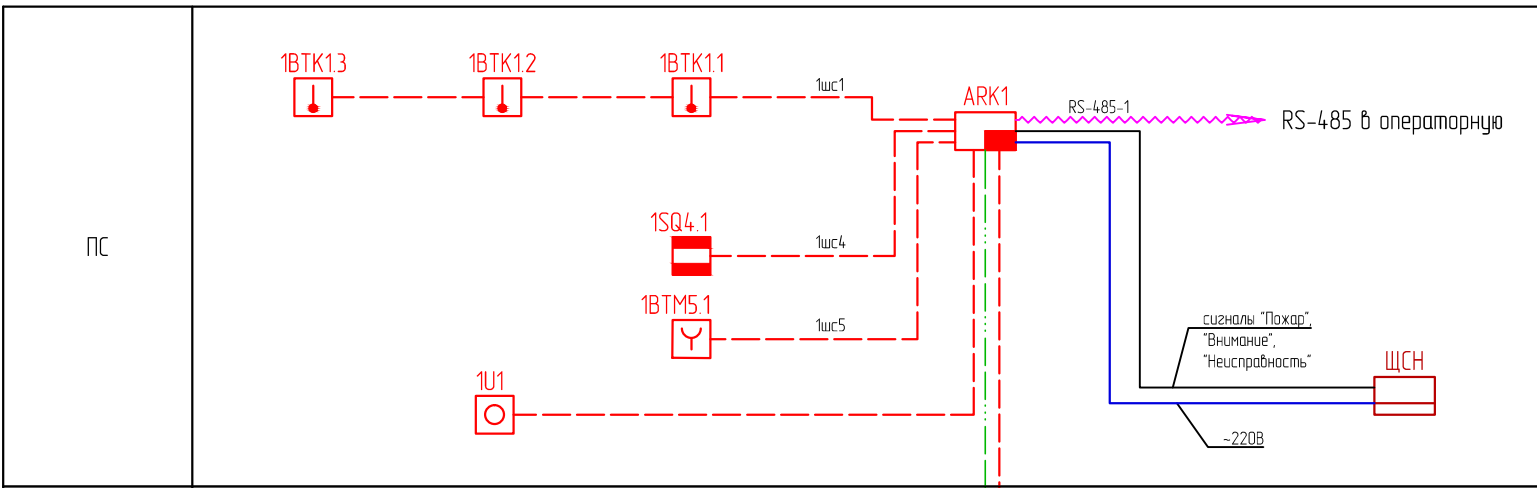 1BTK1.3
1BTK1.2
1BTK1.1
1шс1
ARK1
RS-485-1
RS-485 в операторную
ПС
1SQ4.1
1шс4
1BTM5.1
1шс5
1U1
сигналы "Пожар",
"Внимание",
"Неисправность"
ЩСН
~220В